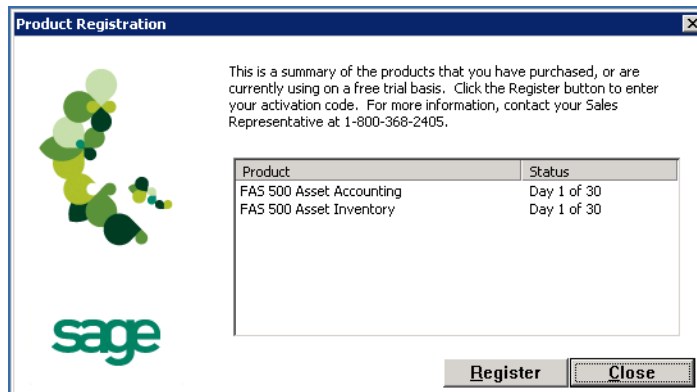 Product Registration
This is a summary of the products that you have purchased, or are
currently using on a free trial basis. Click the Register button to enter
your activation code. For more information, contact your Sales
Representative at 1-800-368-2405.
Product Status
FAS 500 Asset Accounting Day 1 of 30
FAS 500 Asset Inventory Day 1 of 30
sage
Register Close